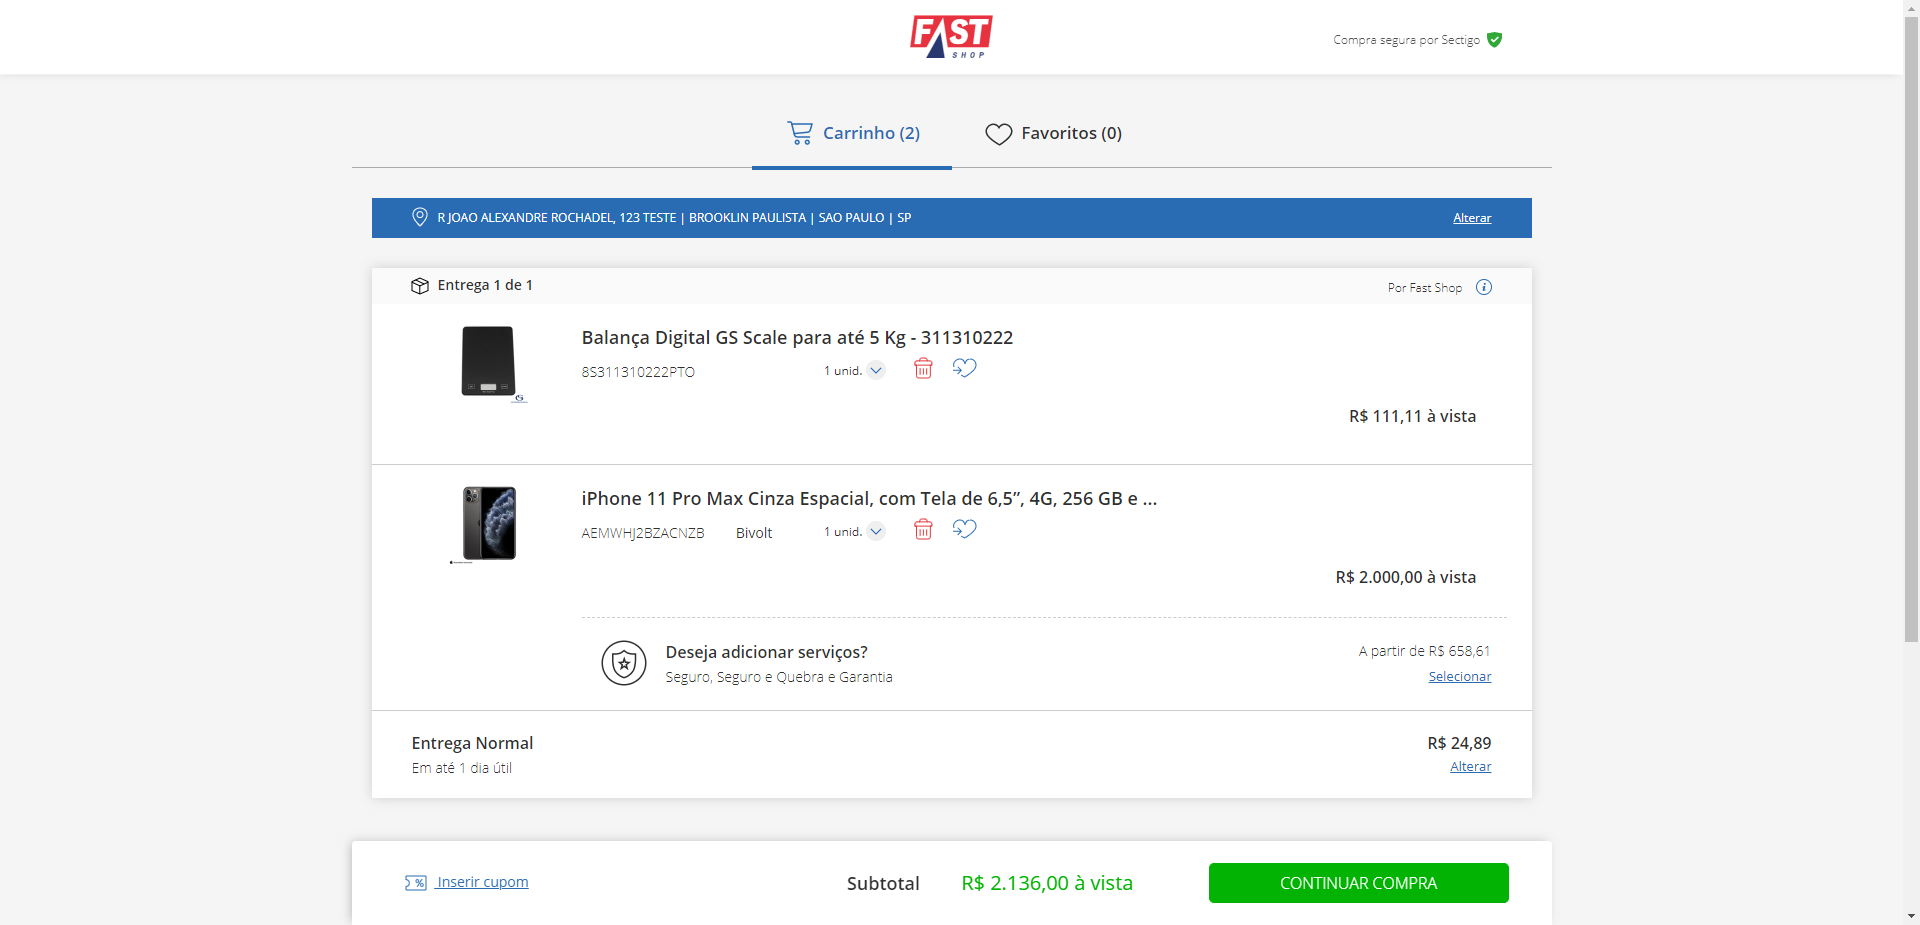 FAST
SHOP
Compra segura por Sectigo
Carrinho (2)
Favoritos (0)
R JOAO ALEXANDRE ROCHADEL, 123 TESTE | BROOKLIN PAULISTA | SAO PAULO | SP
Alterar
Entrega 1 de 1
Por Fast Shop
Balança Digital GS Scale para até 5 Kg - 311310222
8S311310222PTO
1 unid.
R$ 111,11 à vista
iPhone 11 Pro Max Cinza Espacial, com Tela de 6,5”, 4G, 256 GB e ...
AEMWHJ2BZACNZB Bivolt
1 unid.
R$ 2.000,00 à vista
Deseja adicionar serviços?
A partir de R$ 658,61
Seguro, Seguro e Quebra e Garantia
Selecionar
Entrega Normal
R$ 24,89
Em até 1 dia útil
Alterar
Inserir cupom
Subtotal
R$ 2.136,00 à vista
CONTINUAR COMPRA